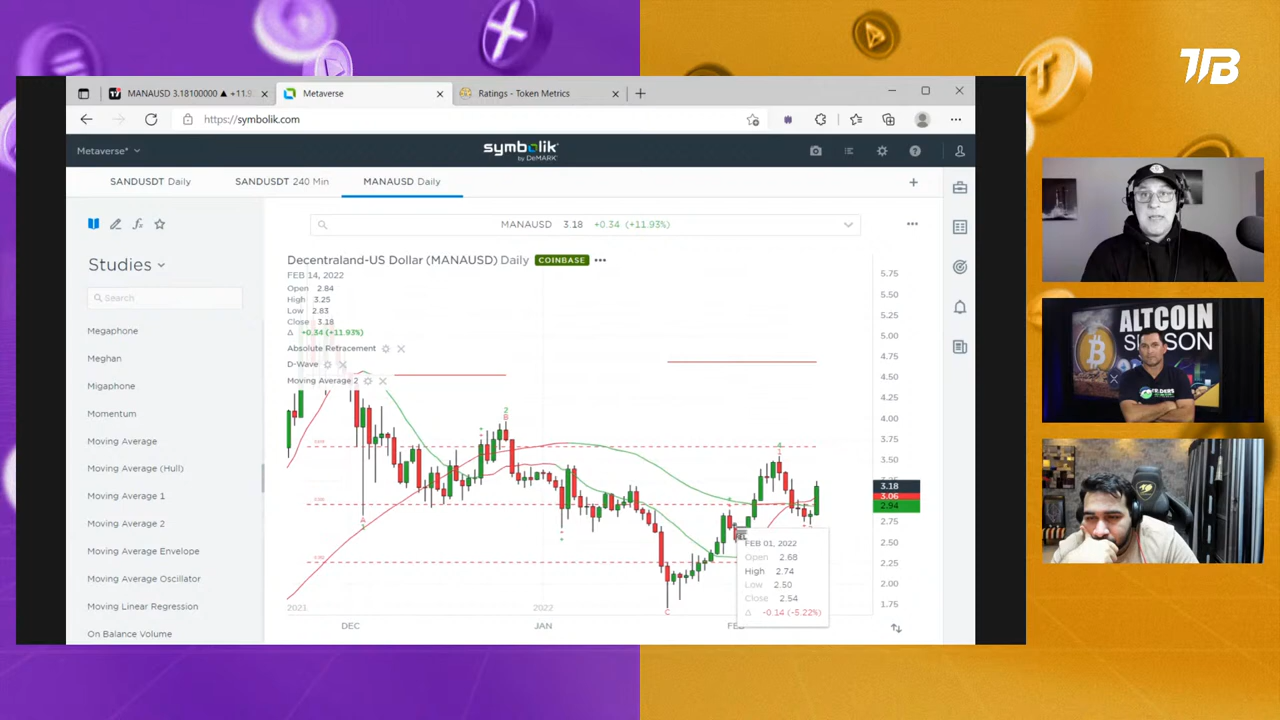 TTB
MANAUSD 3.18100000 ▲ +11.9
Metaverse
Ratings - Token Metrics
https://symbolik.com
Metaverse*
symbolik
by DeMARK
SANDUSDT Daily
SANDUSDT 240 Min
MANAUSD Daily
MANAUSD 3.18 +0.34 (+11.93%)
Studies
Search
Megaphone
Meghan
Migaphone
Momentum
Moving Average
Moving Average (Hull)
Moving Average 1
Moving Average 2
Moving Average Envelope
Moving Average Oscillator
Moving Linear Regression
On Balance Volume
Decentraland-US Dollar (MANAUSD) Daily COINBASE
FEB 14, 2022
Open 2.84
High 3.25
Low 2.83
Close 3.18
Δ +0.34 (+11.93%)
Absolute Retracement
D-Wave
Moving Average 2
5.75
5.50
5.25
5.00
4.75
4.50
4.25
4.00
3.75
3.50
3.18
3.06
2.94
2.75
2.50
2.25
2.00
1.75
2
B
A
1
C
4
1
FEB 01, 2022
Open 2.68
High 2.74
Low 2.50
Close 2.54
Δ -0.14 (-5.22%)
2021
2022
DEC
JAN
ALTCOIN